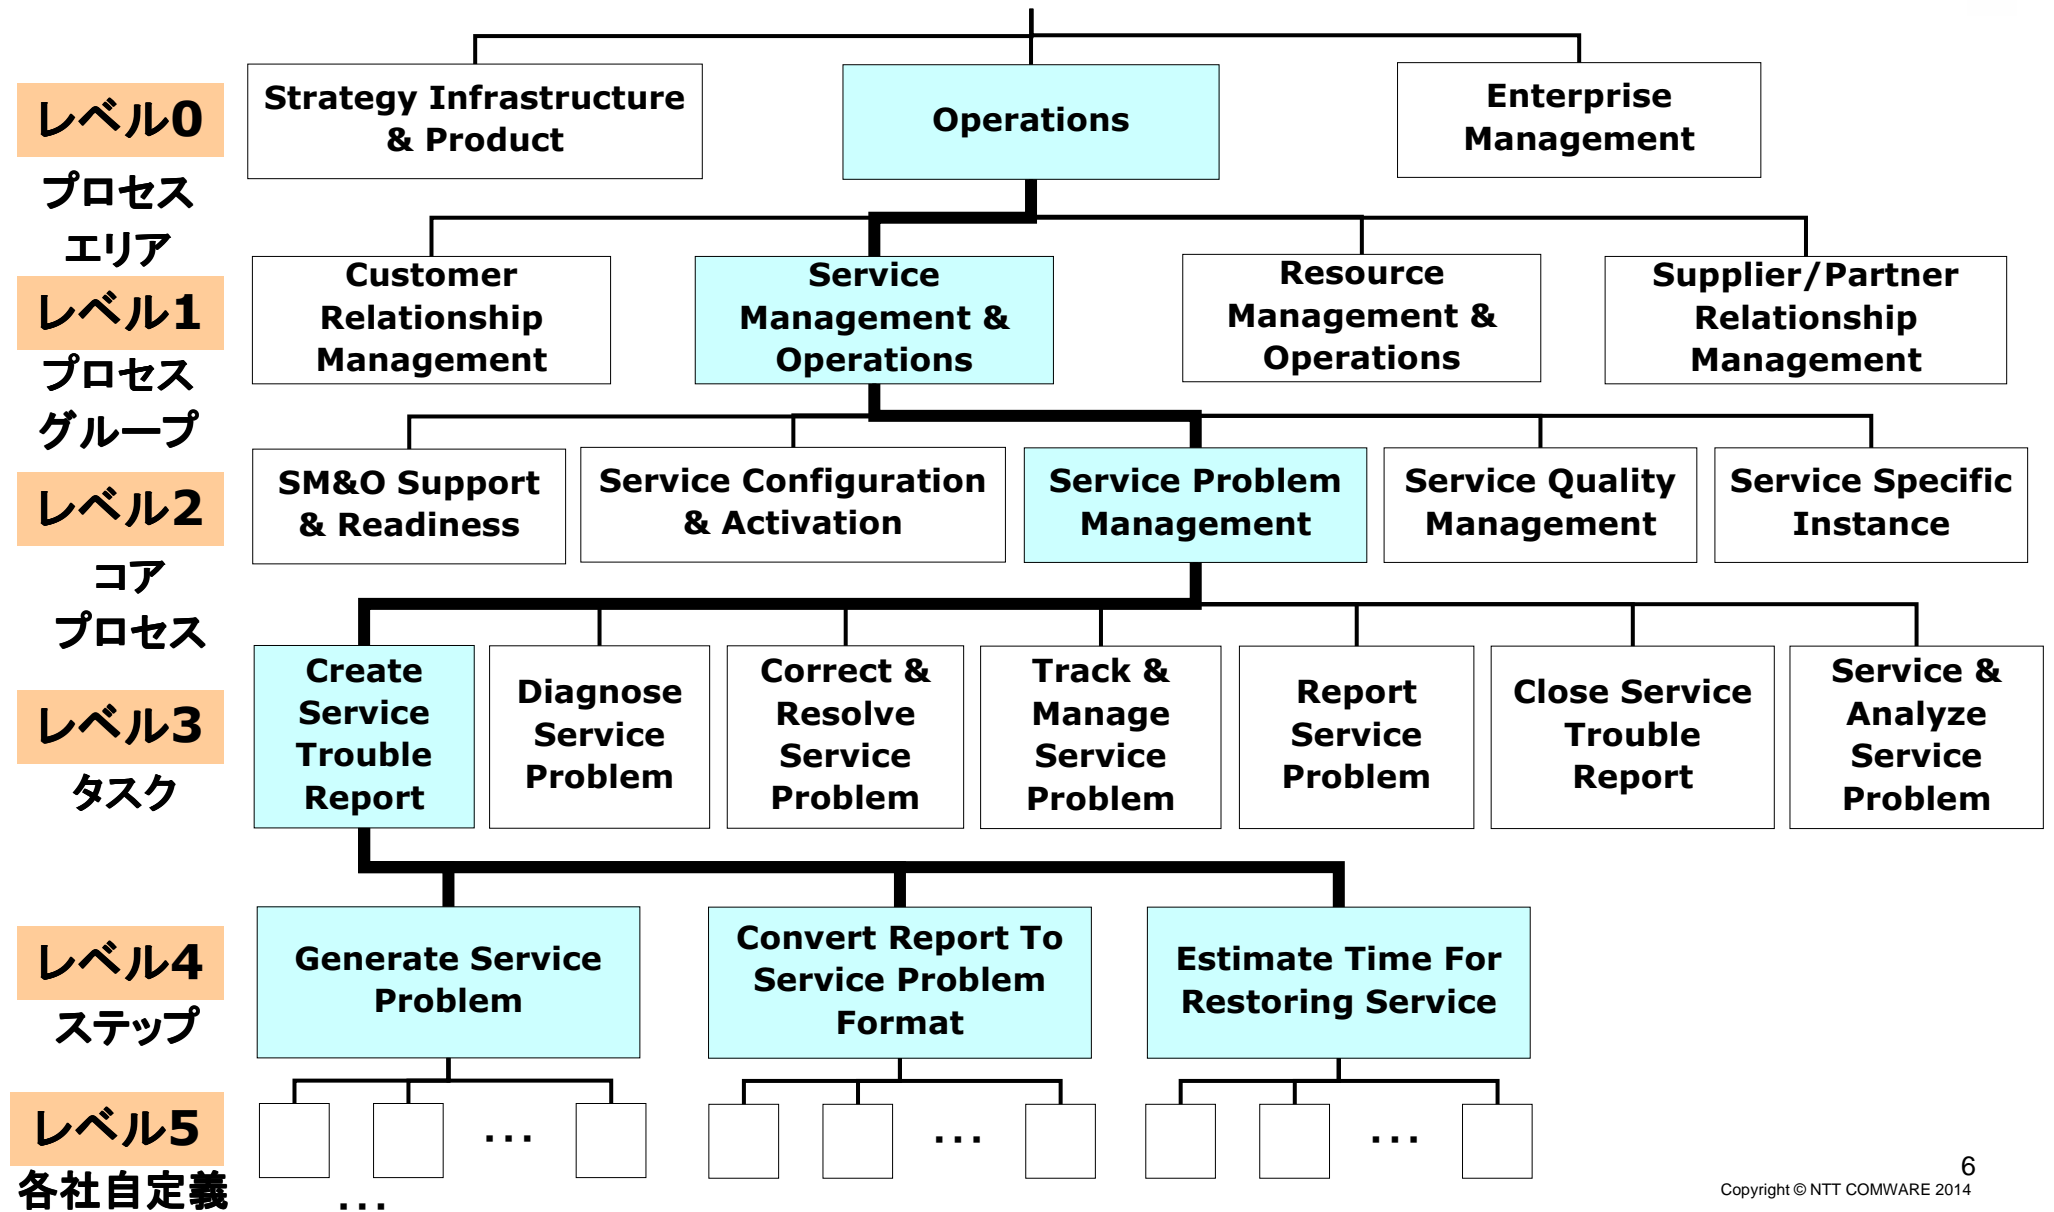 レベル0
プロセス
エリア
Strategy Infrastructure
& Product
Operations
Enterprise
Management
レベル1
プロセス
グループ
Customer
Relationship
Management
Service
Management &
Operations
Resource
Management &
Operations
Supplier/Partner
Relationship
Management
レベル2
コア
プロセス
SM&O Support
& Readiness
Service Configuration
& Activation
Service Problem
Management
Service Quality
Management
Service Specific
Instance
レベル3
タスク
Create
Service
Trouble
Report
Diagnose
Service
Problem
Correct &
Resolve
Service
Problem
Track &
Manage
Service
Problem
Report
Service
Problem
Close Service
Trouble
Report
Service &
Analyze
Service
Problem
レベル4
ステップ
Generate Service
Problem
Convert Report To
Service Problem
Format
Estimate Time For
Restoring Service
レベル5
各社自定義
...
...
...
...
6
Copyright © NTT COMWARE 2014